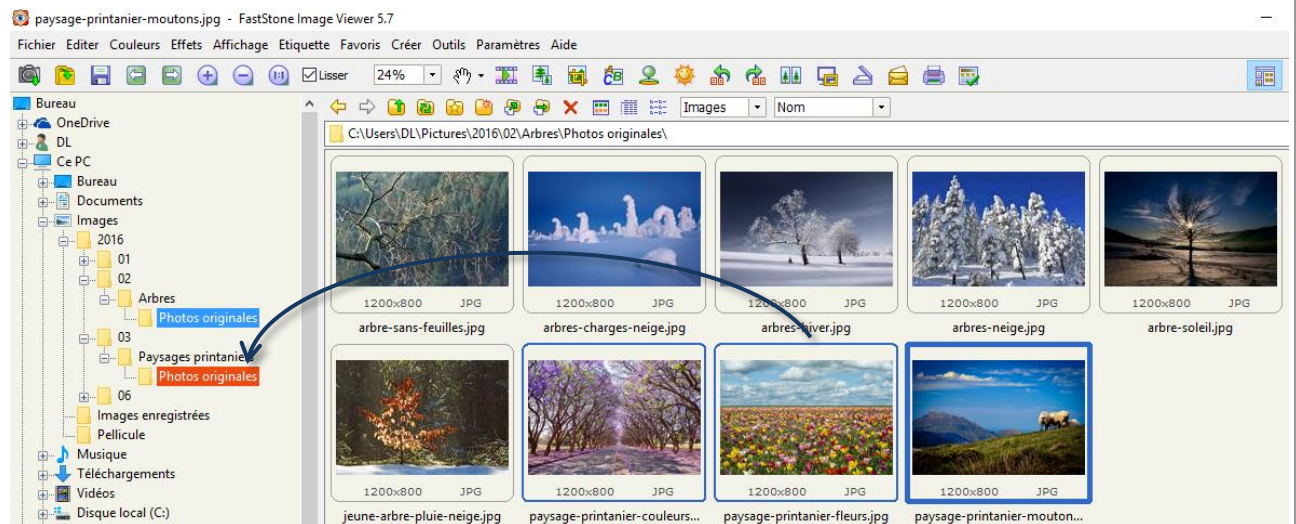 paysage-printanier-moutons.jpg - FastStone Image Viewer 5.7
Fichier Editer Couleurs Effets Affichage Etiquette Favoris Créer Outils Paramètres Aide
1:1 Lisser 24% CB
Bureau
OneDrive
DL
Ce PC
Bureau
Documents
Images
2016
01
02
Arbres
Photos originales
03
Paysages printaniers
Photos originales
06
Images enregistrées
Pellicule
Musique
Téléchargements
Vidéos
Disque local (C:)
Images Nom
C:\Users\DL\Pictures\2016\02\Arbres\Photos originales\
1200x800 JPG 1200x800 JPG 1200x800 JPG 1200x800 JPG 1200x800 JPG
arbre-sans-feuilles.jpg arbres-charges-neige.jpg arbres-hiver.jpg arbres-neige.jpg arbre-soleil.jpg
1200x800 JPG 1200x800 JPG 1200x800 JPG 1200x800 JPG
jeune-arbre-pluie-neige.jpg paysage-printanier-couleurs... paysage-printanier-fleurs.jpg paysage-printanier-mouton...